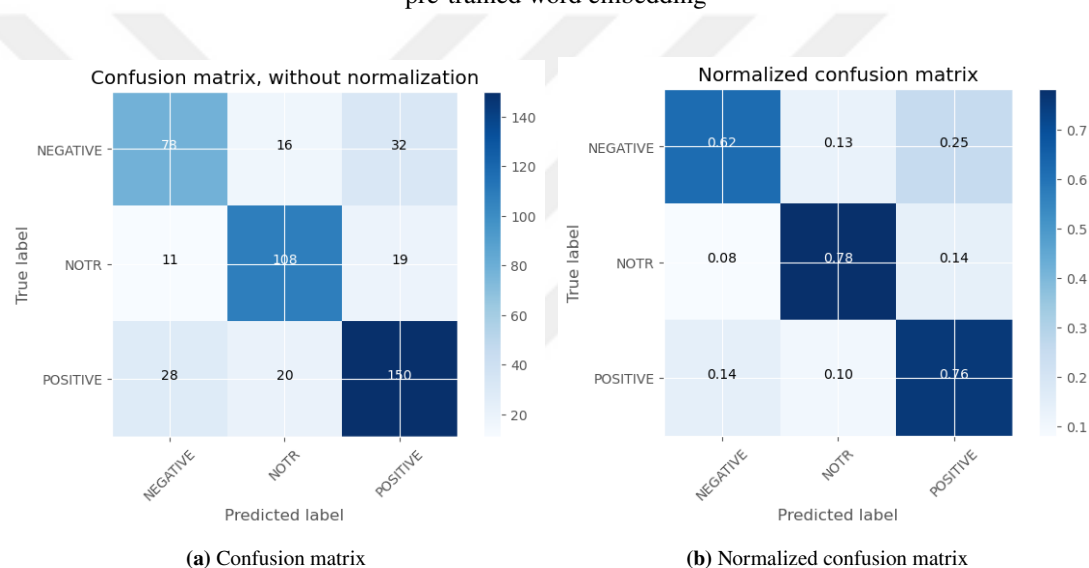 pre-trained word embedding
Confusion matrix, without normalization
140
120
100
80
60
40
20
True label
NEGATIVE
78 16 32
NOTR
11 108 19
POSITIVE
28 20 150
NEGATIVE NOTR POSITIVE
Predicted label
(a) Confusion matrix
Normalized confusion matrix
0.7
0.6
0.5
0.4
0.3
0.2
0.1
True label
NEGATIVE
0.62 0.13 0.25
NOTR
0.08 0.78 0.14
POSITIVE
0.14 0.10 0.76
NEGATIVE NOTR POSITIVE
Predicted label
(b) Normalized confusion matrix